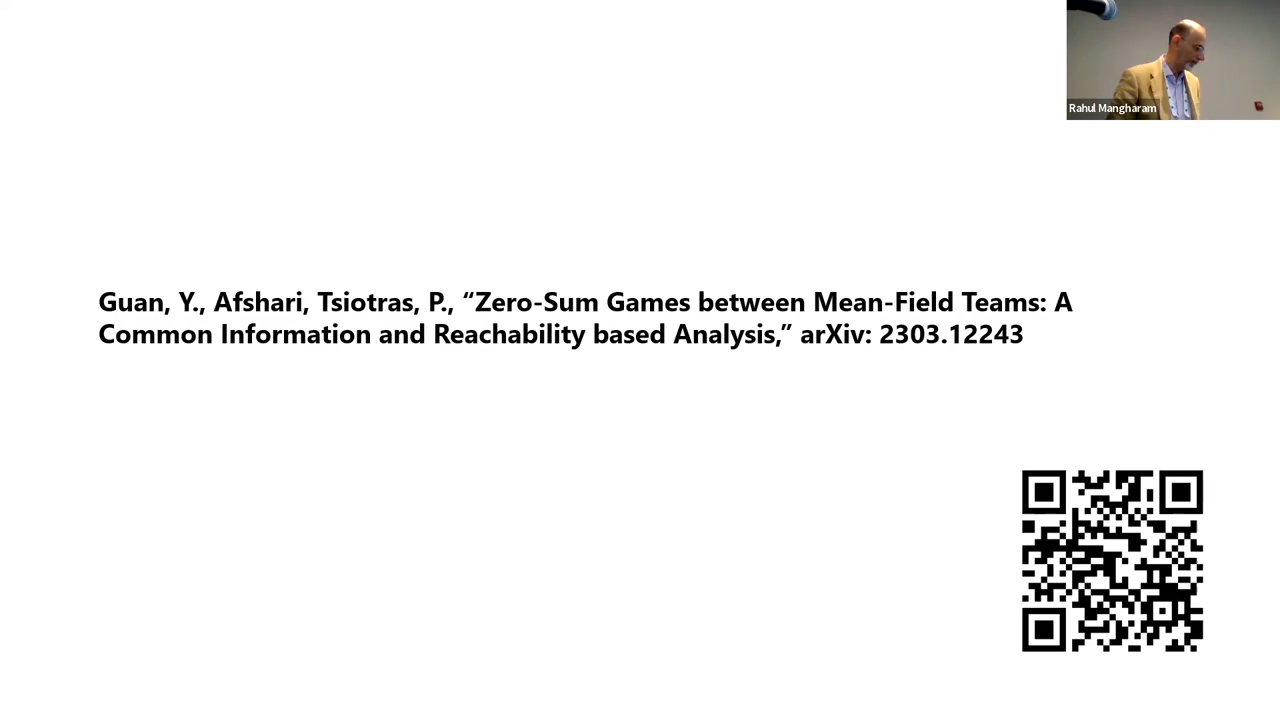 Rahul Mangharam
Guan, Y., Afshari, Tsiotras, P., “Zero-Sum Games between Mean-Field Teams: A
Common Information and Reachability based Analysis,” arXiv: 2303.12243